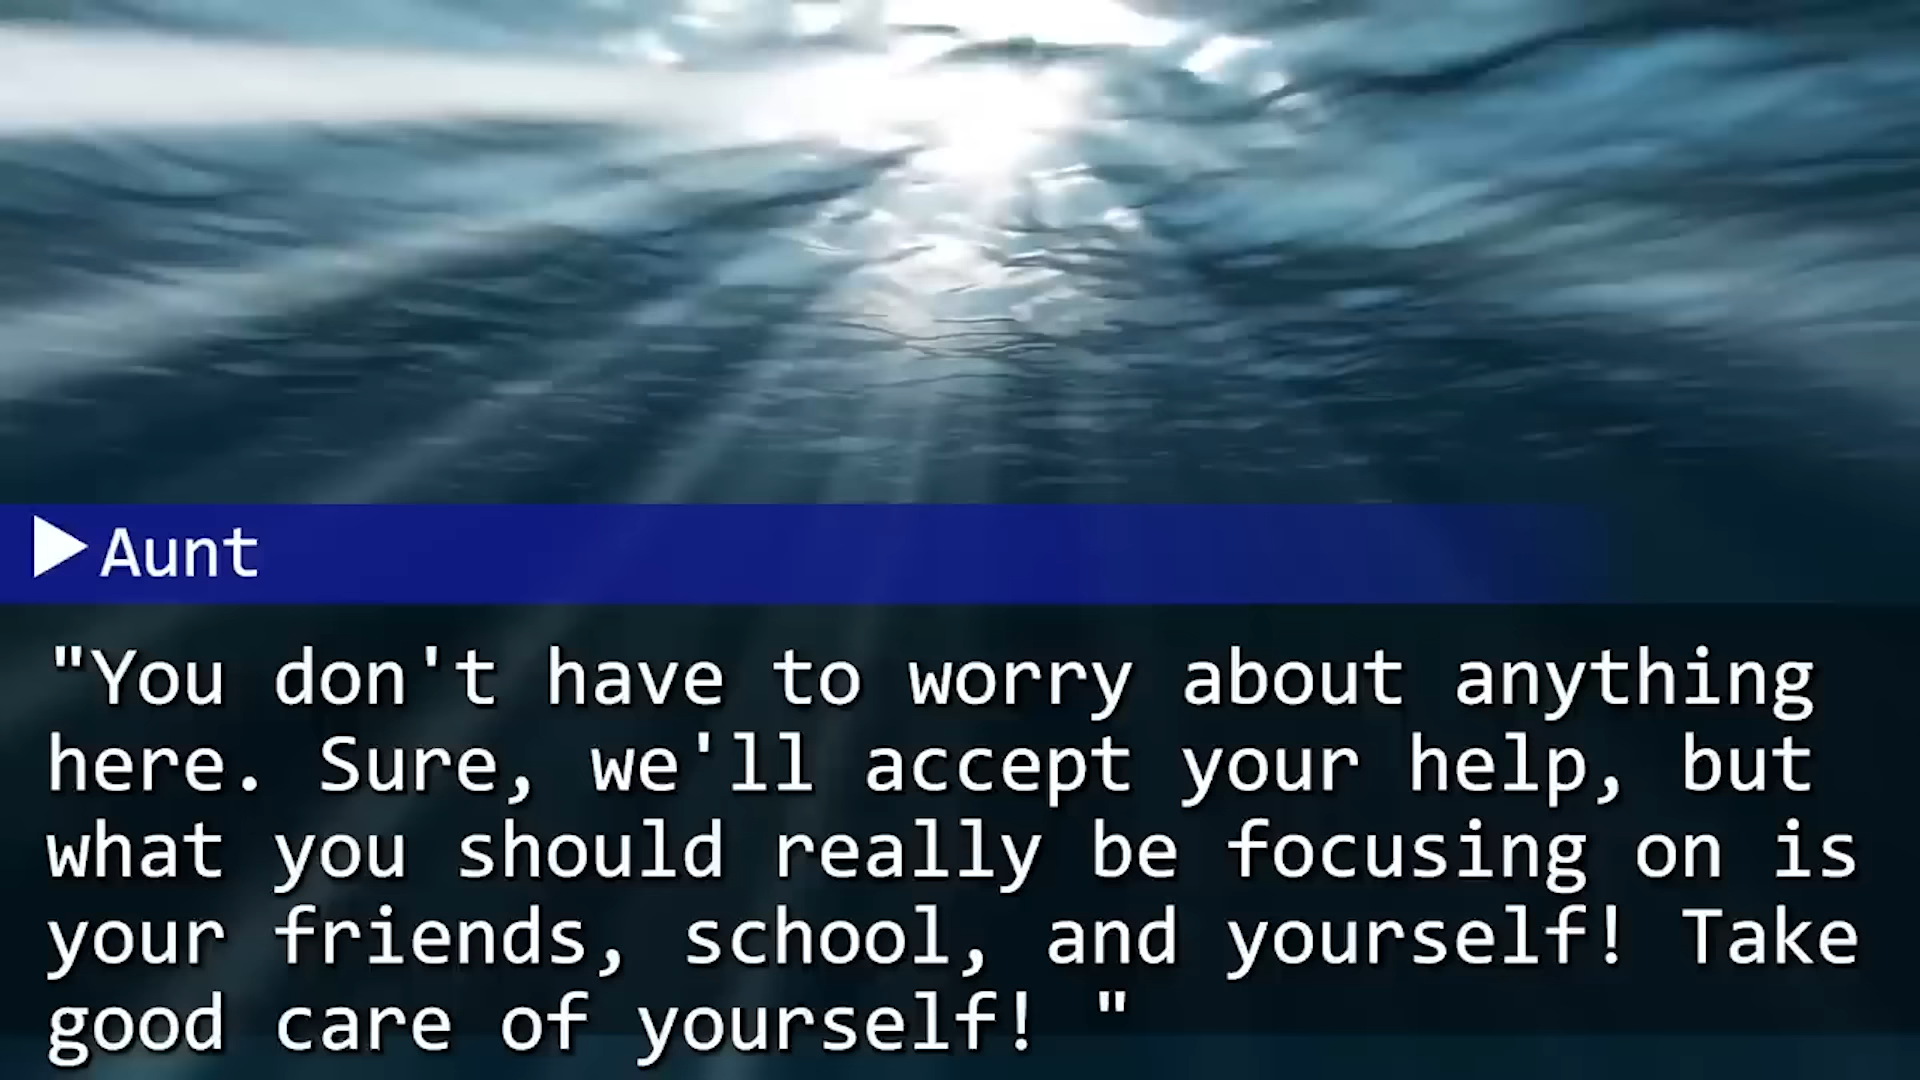 ▶Aunt
"You don't have to worry about anything
here. Sure, we'll accept your help, but
what you should really be focusing on is
your friends, school, and yourself! Take
good care of yourself! "